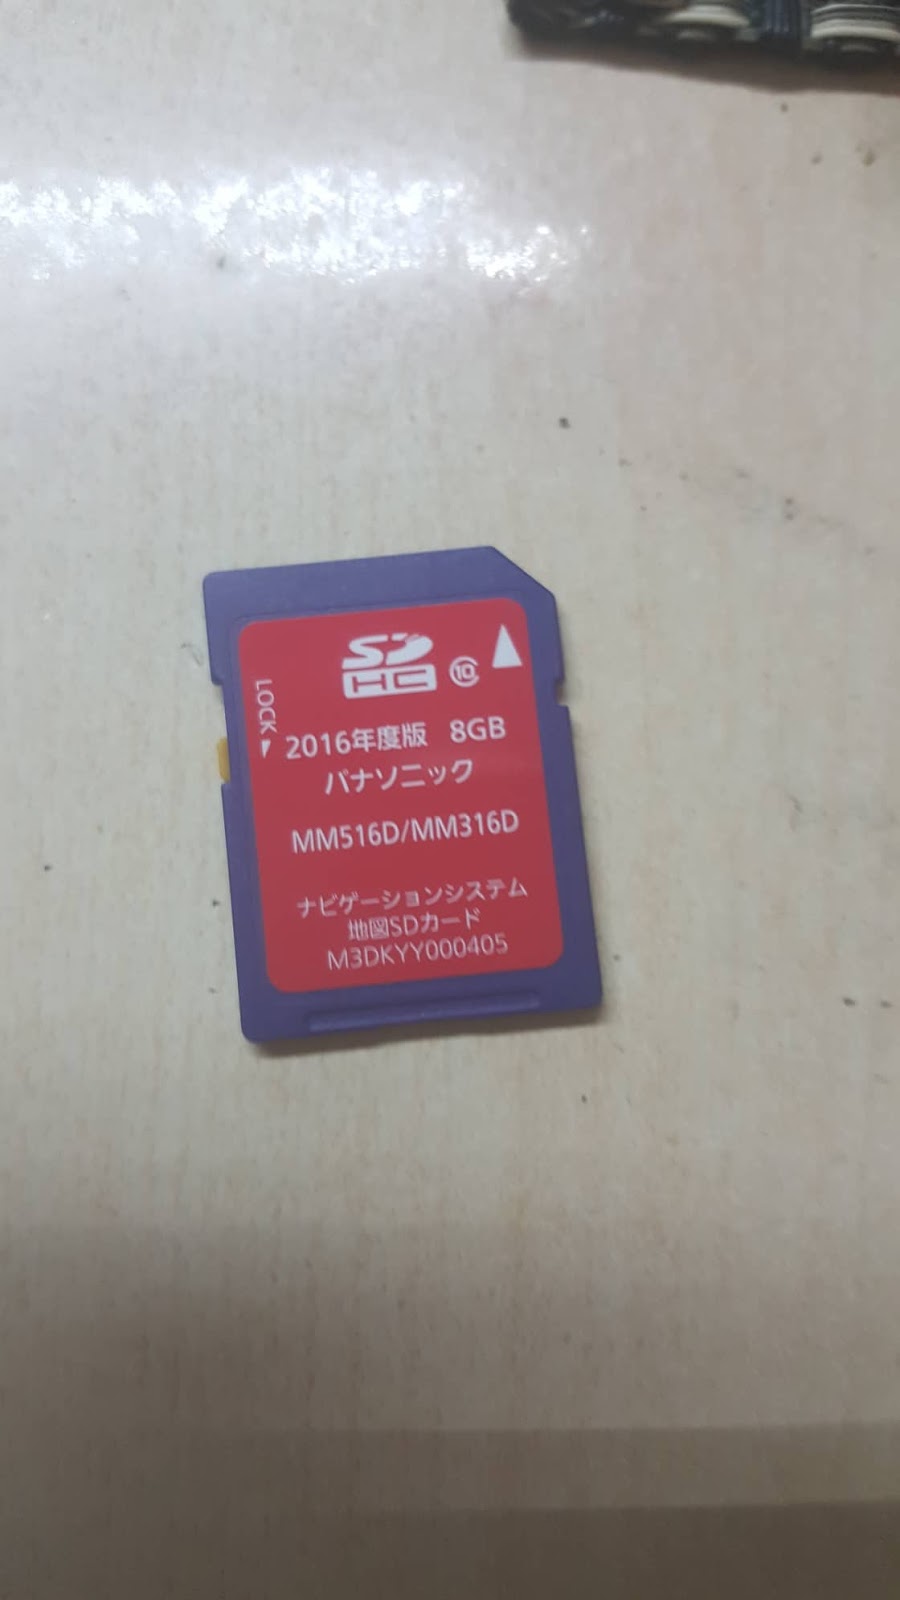 SD HC ⑩
LOCK
2016年度版 8GB
パナソニック
MM516D/MM316D
ナビゲーションシステム
地図SDカード
M3DKYY000405